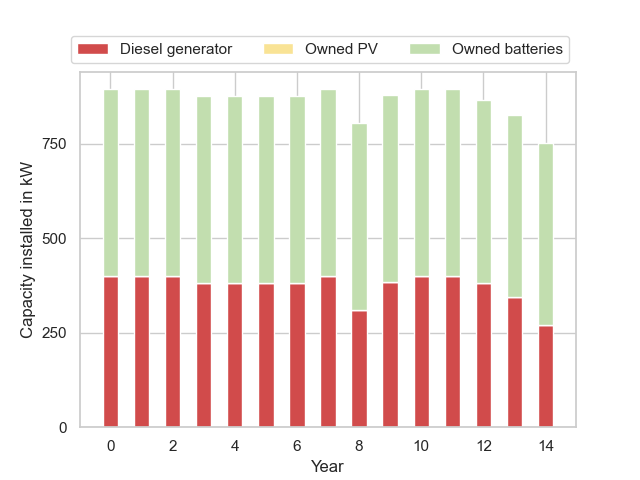 Diesel generator Owned PV Owned batteries
Capacity installed in kW
750
500
250
0
0 2 4 6 8 10 12 14
Year